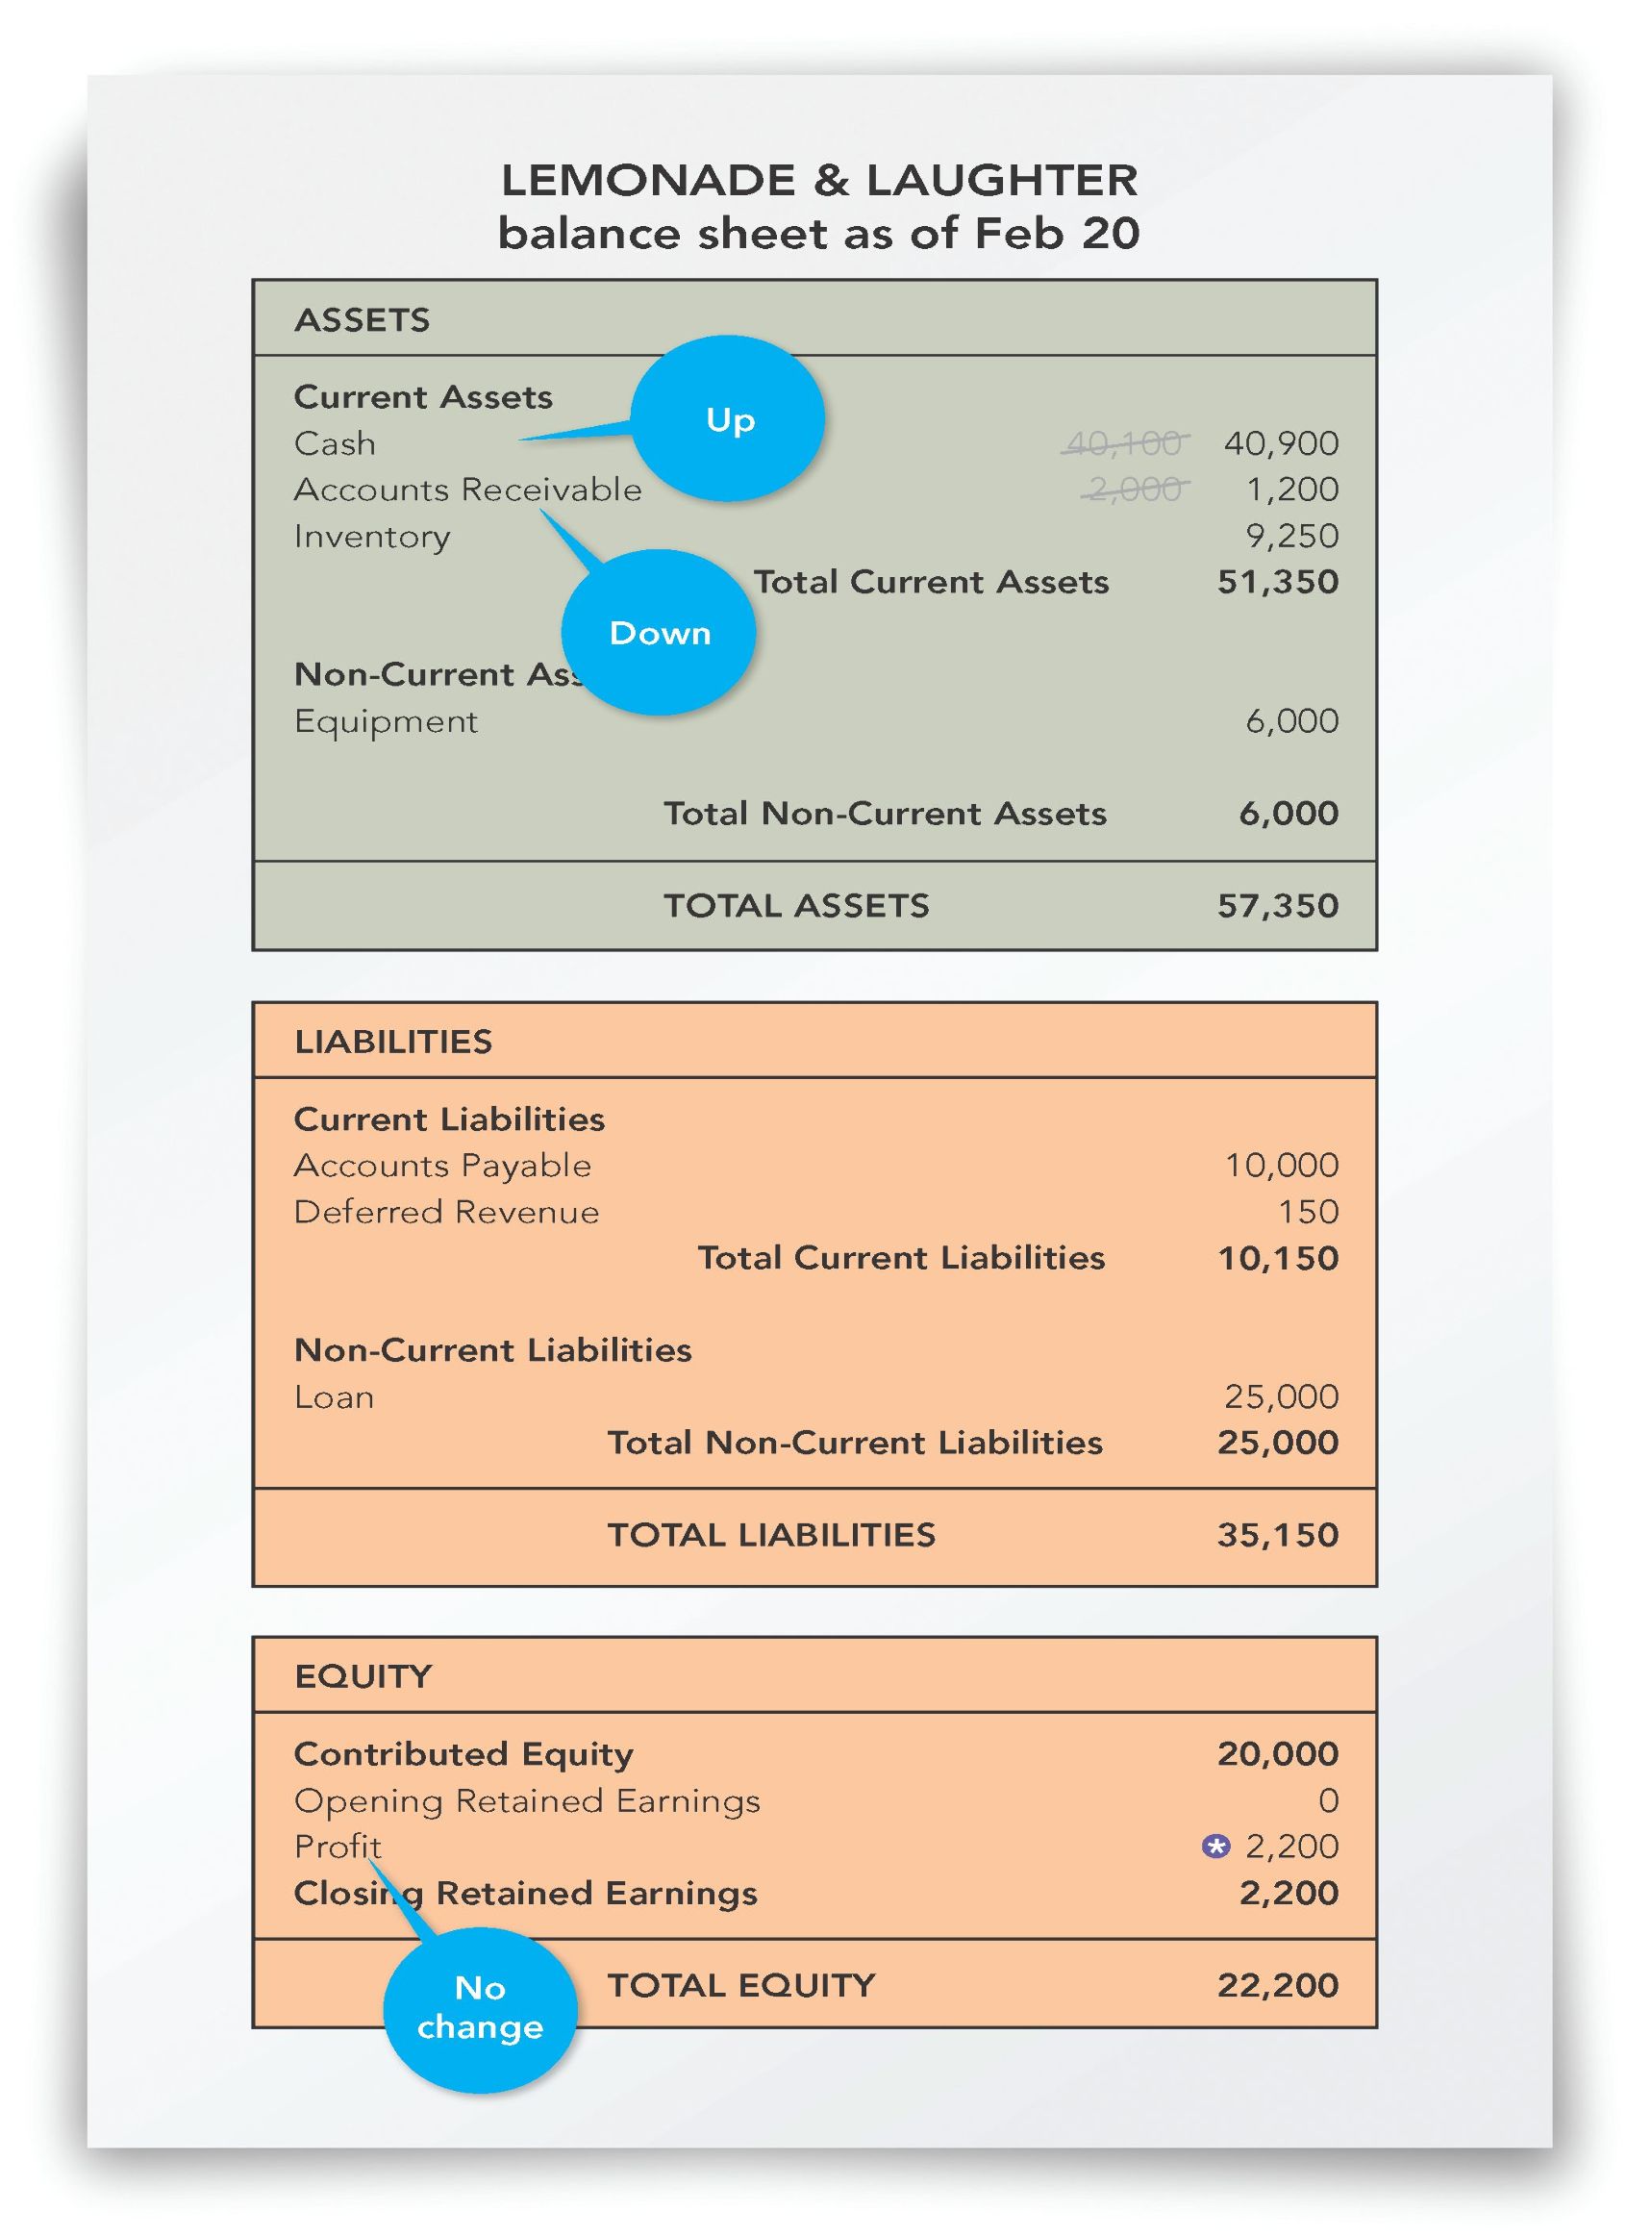 LEMONADE & LAUGHTER
balance sheet as of Feb 20
ASSETS
Current Assets
Up
Cash 40,100 40,900
Accounts Receivable 2,000 1,200
Inventory 9,250
Total Current Assets 51,350
Down
Non-Current
Equipment 6,000
Total Non-Current Assets 6,000
TOTAL ASSETS 57,350
LIABILITIES
Current Liabilities
Accounts Payable 10,000
Deferred Revenue 150
Total Current Liabilities 10,150
Non-Current Liabilities
Loan 25,000
Total Non-Current Liabilities 25,000
TOTAL LIABILITIES 35,150
EQUITY
Contributed Equity 20,000
Opening Retained Earnings 0
Profit * 2,200
Closing Retained Earnings 2,200
TOTAL EQUITY 22,200
No
change